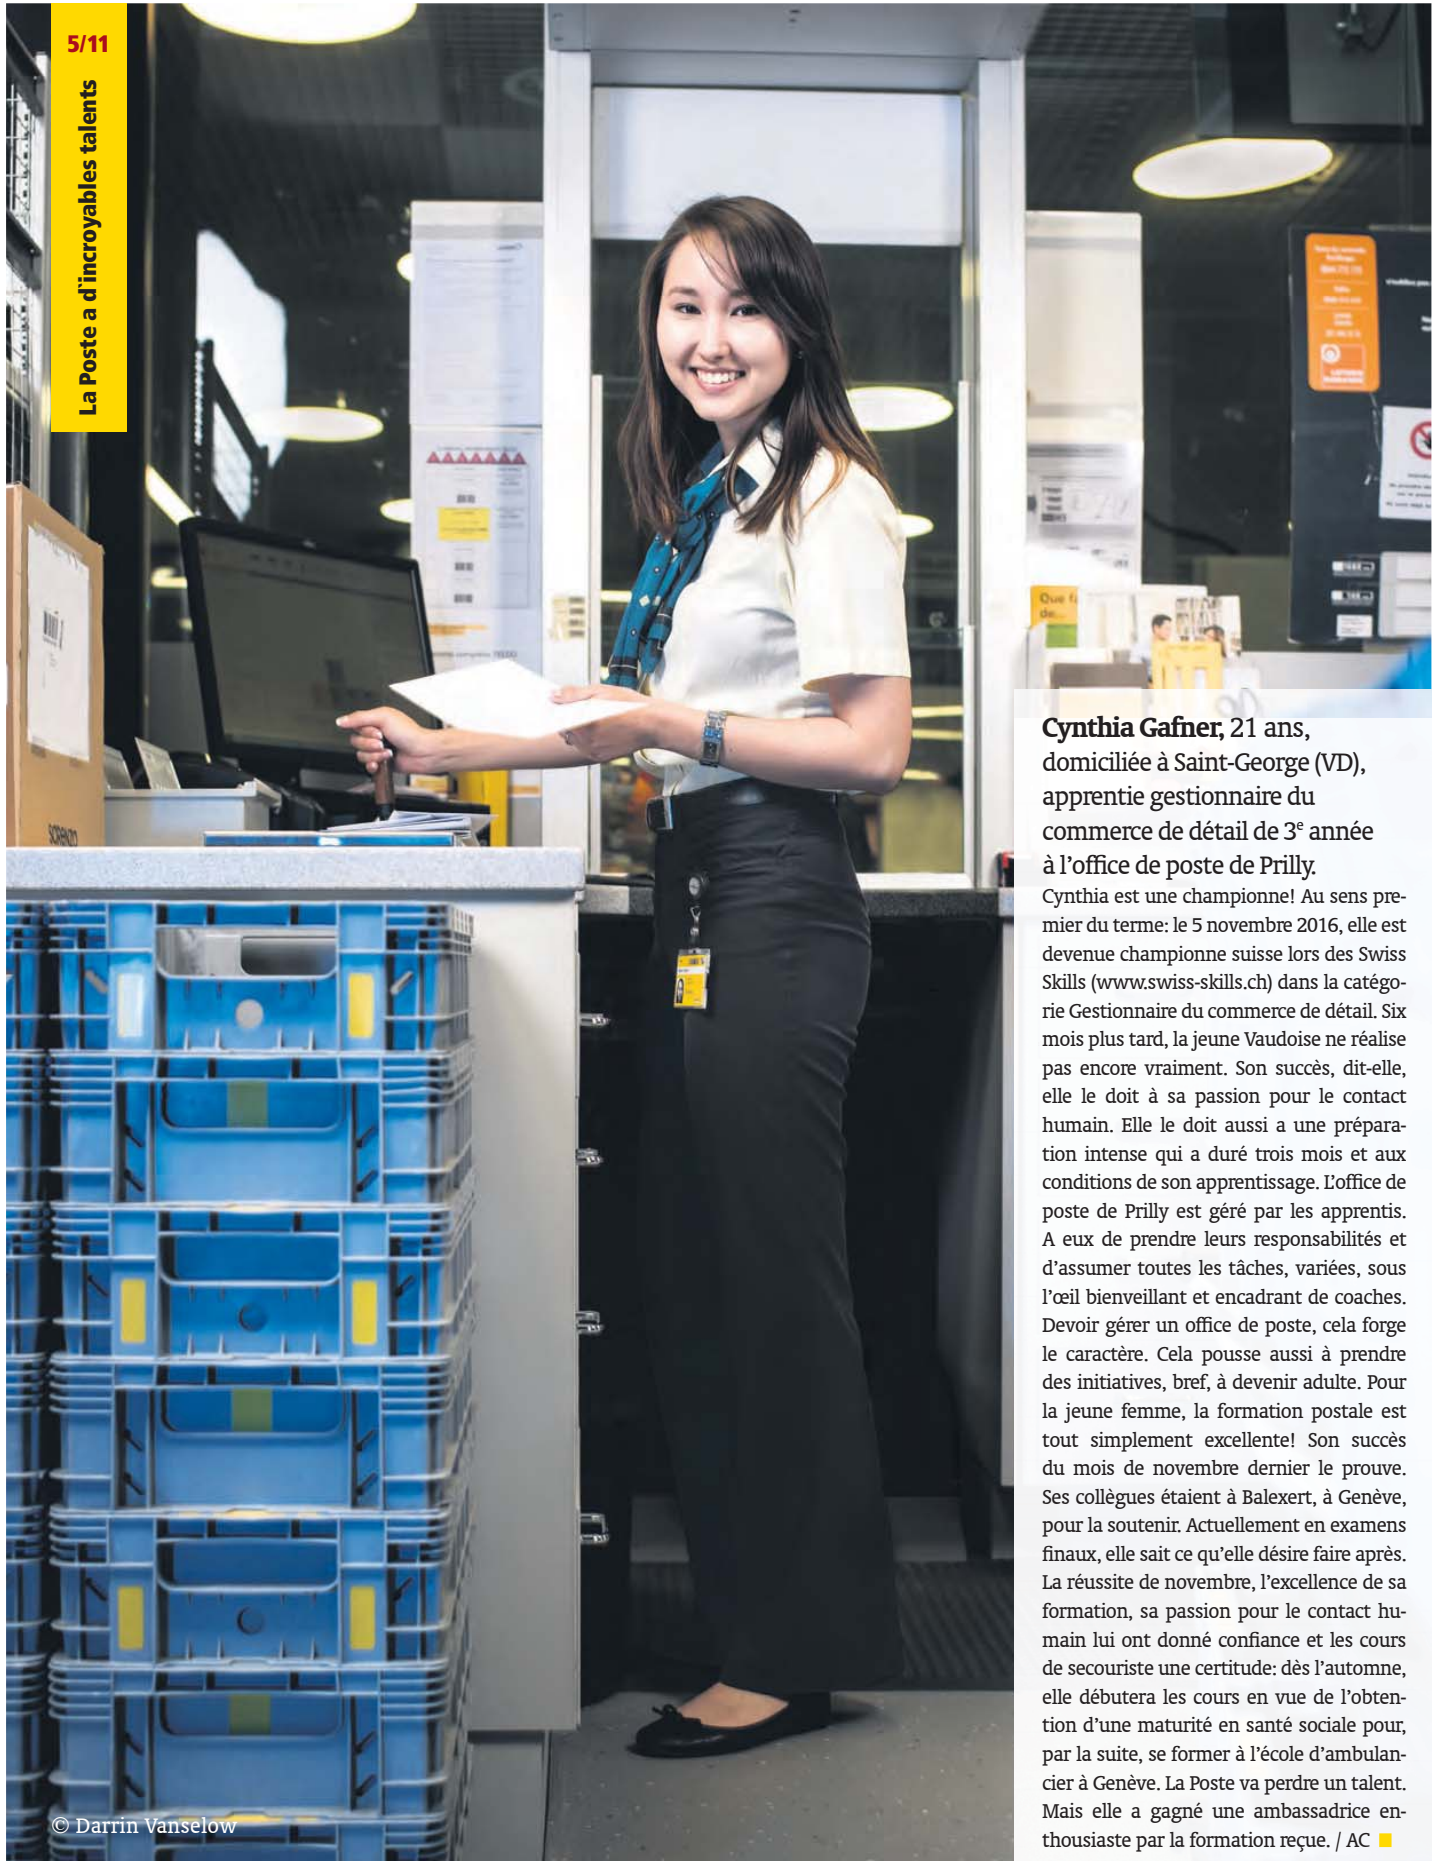 5/11
La Poste a d`incroyables talents
Que f
de...
SORENTO
Cynthia Gafner, 21 ans,
domiciliée à Saint-George (VD),
apprentie gestionnaire du
commerce de détail de 3e année
à l’office de poste de Prilly.
Cynthia est une championne! Au sens pre-
mier du terme: le 5 novembre 2016, elle est
devenue championne suisse lors des Swiss
Skills (www.swiss-skills.ch) dans la catégo-
rie Gestionnaire du commerce de détail. Six
mois plus tard, la jeune Vaudoise ne réalise
pas encore vraiment. Son succès, dit-elle,
elle le doit à sa passion pour le contact
humain. Elle le doit aussi a une prépara-
tion intense qui a duré trois mois et aux
conditions de son apprentissage. L’office de
poste de Prilly est géré par les apprentis.
A eux de prendre leurs responsabilités et
d’assumer toutes les tâches, variées, sous
l’œil bienveillant et encadrant de coaches.
Devoir gérer un office de poste, cela forge
le caractère. Cela pousse aussi à prendre
des initiatives, bref, à devenir adulte. Pour
la jeune femme, la formation postale est
tout simplement excellente! Son succès
du mois de novembre dernier le prouve.
Ses collègues étaient à Balexert, à Genève,
pour la soutenir. Actuellement en examens
finaux, elle sait ce qu’elle désire faire après.
La réussite de novembre, l’excellence de sa
formation, sa passion pour le contact hu-
main lui ont donné confiance et les cours
de secouriste une certitude: dès l’automne,
elle débutera les cours en vue de l’obten-
tion d’une maturité en santé sociale pour,
par la suite, se former à l’école d’ambulan-
cier à Genève. La Poste va perdre un talent.
Mais elle a gagné une ambassadrice en-
thousiaste par la formation reçue. / AC
© Darrin Vanselow